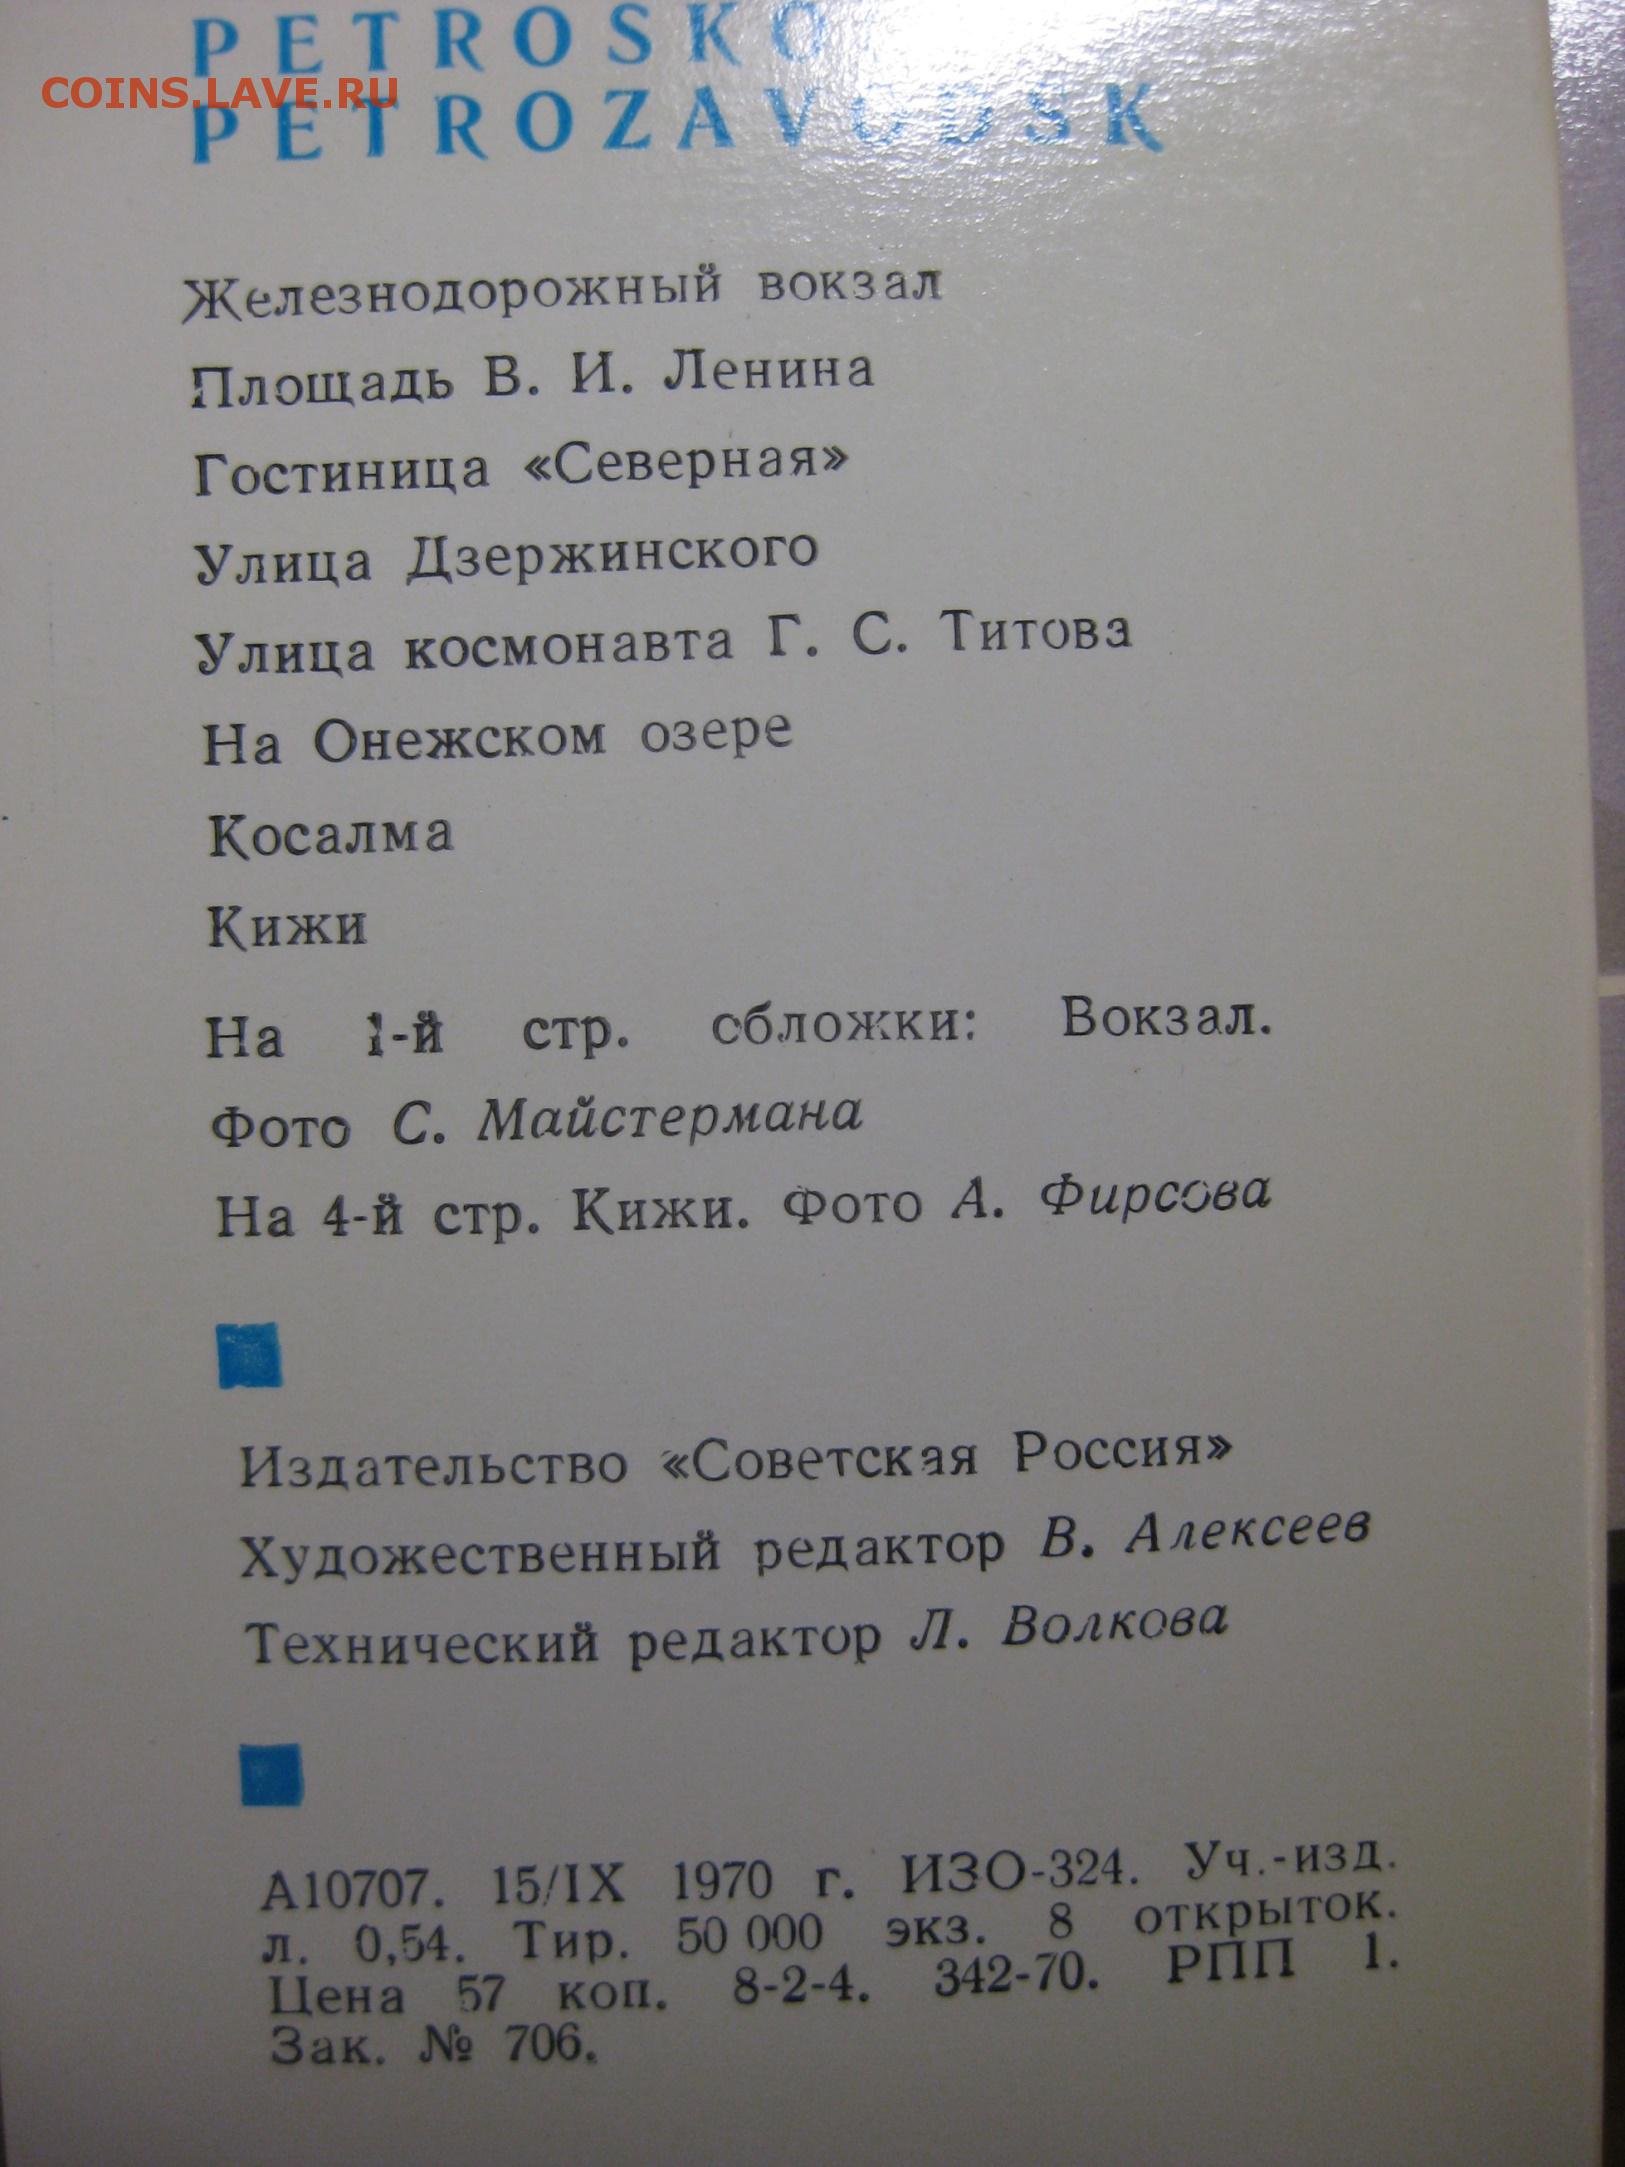 COINS.LAVE.RU
PETROZAVODSK
Железнодорожный вокзал
Площадь В. И. Ленина
Гостиница «Северная»
Улица Дзержинского
Улица космонавта Г. С. Титова
На Онежском озере
Косалма
Кижи
На 1-й стр. обложки: Вокзал.
Фото С. Майстермана
На 4-й стр. Кижи. Фото А. Фирсова
Издательство «Советская Россия»
Художественный редактор В. Алексеев
Технический редактор Л. Волкова
А10707. 15/IX 1970 г. ИЗО-324. Уч.-изд.
л. 0,54. Тир. 50 000 экз. 8 открыток.
Цена 57 коп. 8-2-4. 342-70. РПП 1.
Зак. № 706.